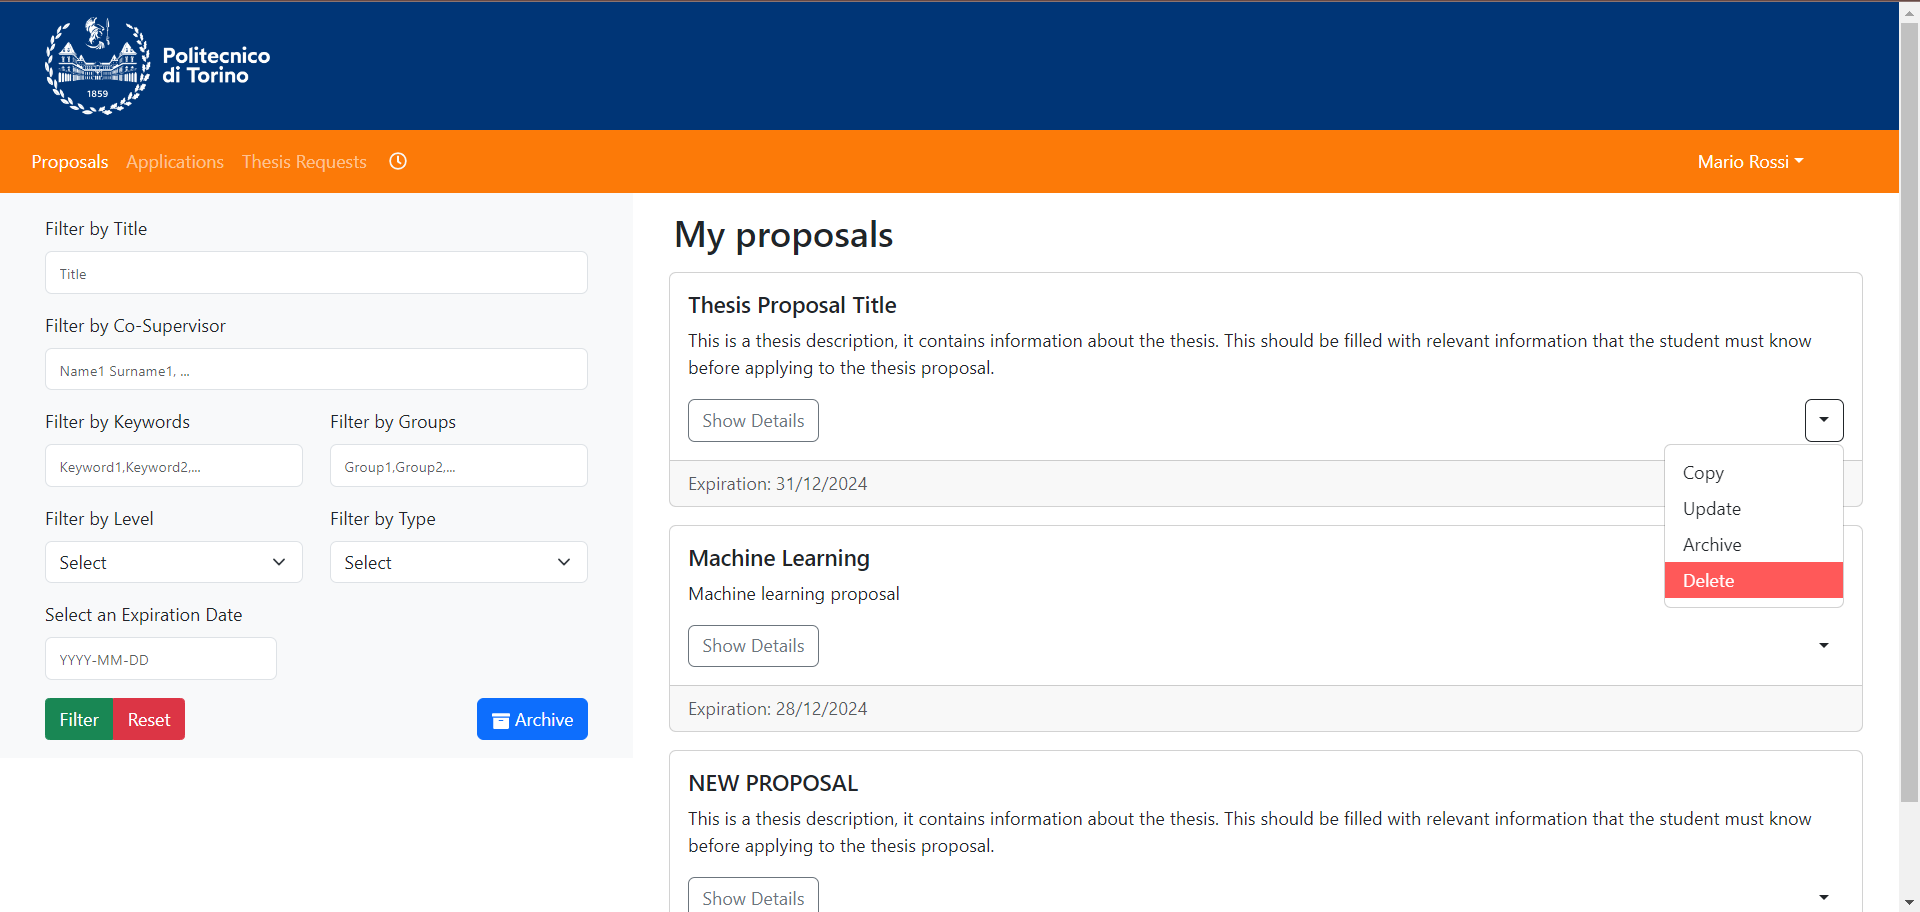 Politecnico
di Torino
1859
Proposals Applications Thesis Requests
Mario Rossi
Filter by Title
Title
Filter by Co-Supervisor
Name1 Surname1, ...
Filter by Keywords
Filter by Groups
Keyword1,Keyword2,...
Group1,Group2,...
Filter by Level
Filter by Type
Select
Select
Select an Expiration Date
YYYY-MM-DD
Filter
Reset
Archive
My proposals
Thesis Proposal Title
This is a thesis description, it contains information about the thesis. This should be filled with relevant information that the student must know
before applying to the thesis proposal.
Show Details
Copy
Update
Archive
Delete
Expiration: 31/12/2024
Machine Learning
Machine learning proposal
Show Details
Expiration: 28/12/2024
NEW PROPOSAL
This is a thesis description, it contains information about the thesis. This should be filled with relevant information that the student must know
before applying to the thesis proposal.
Show Details